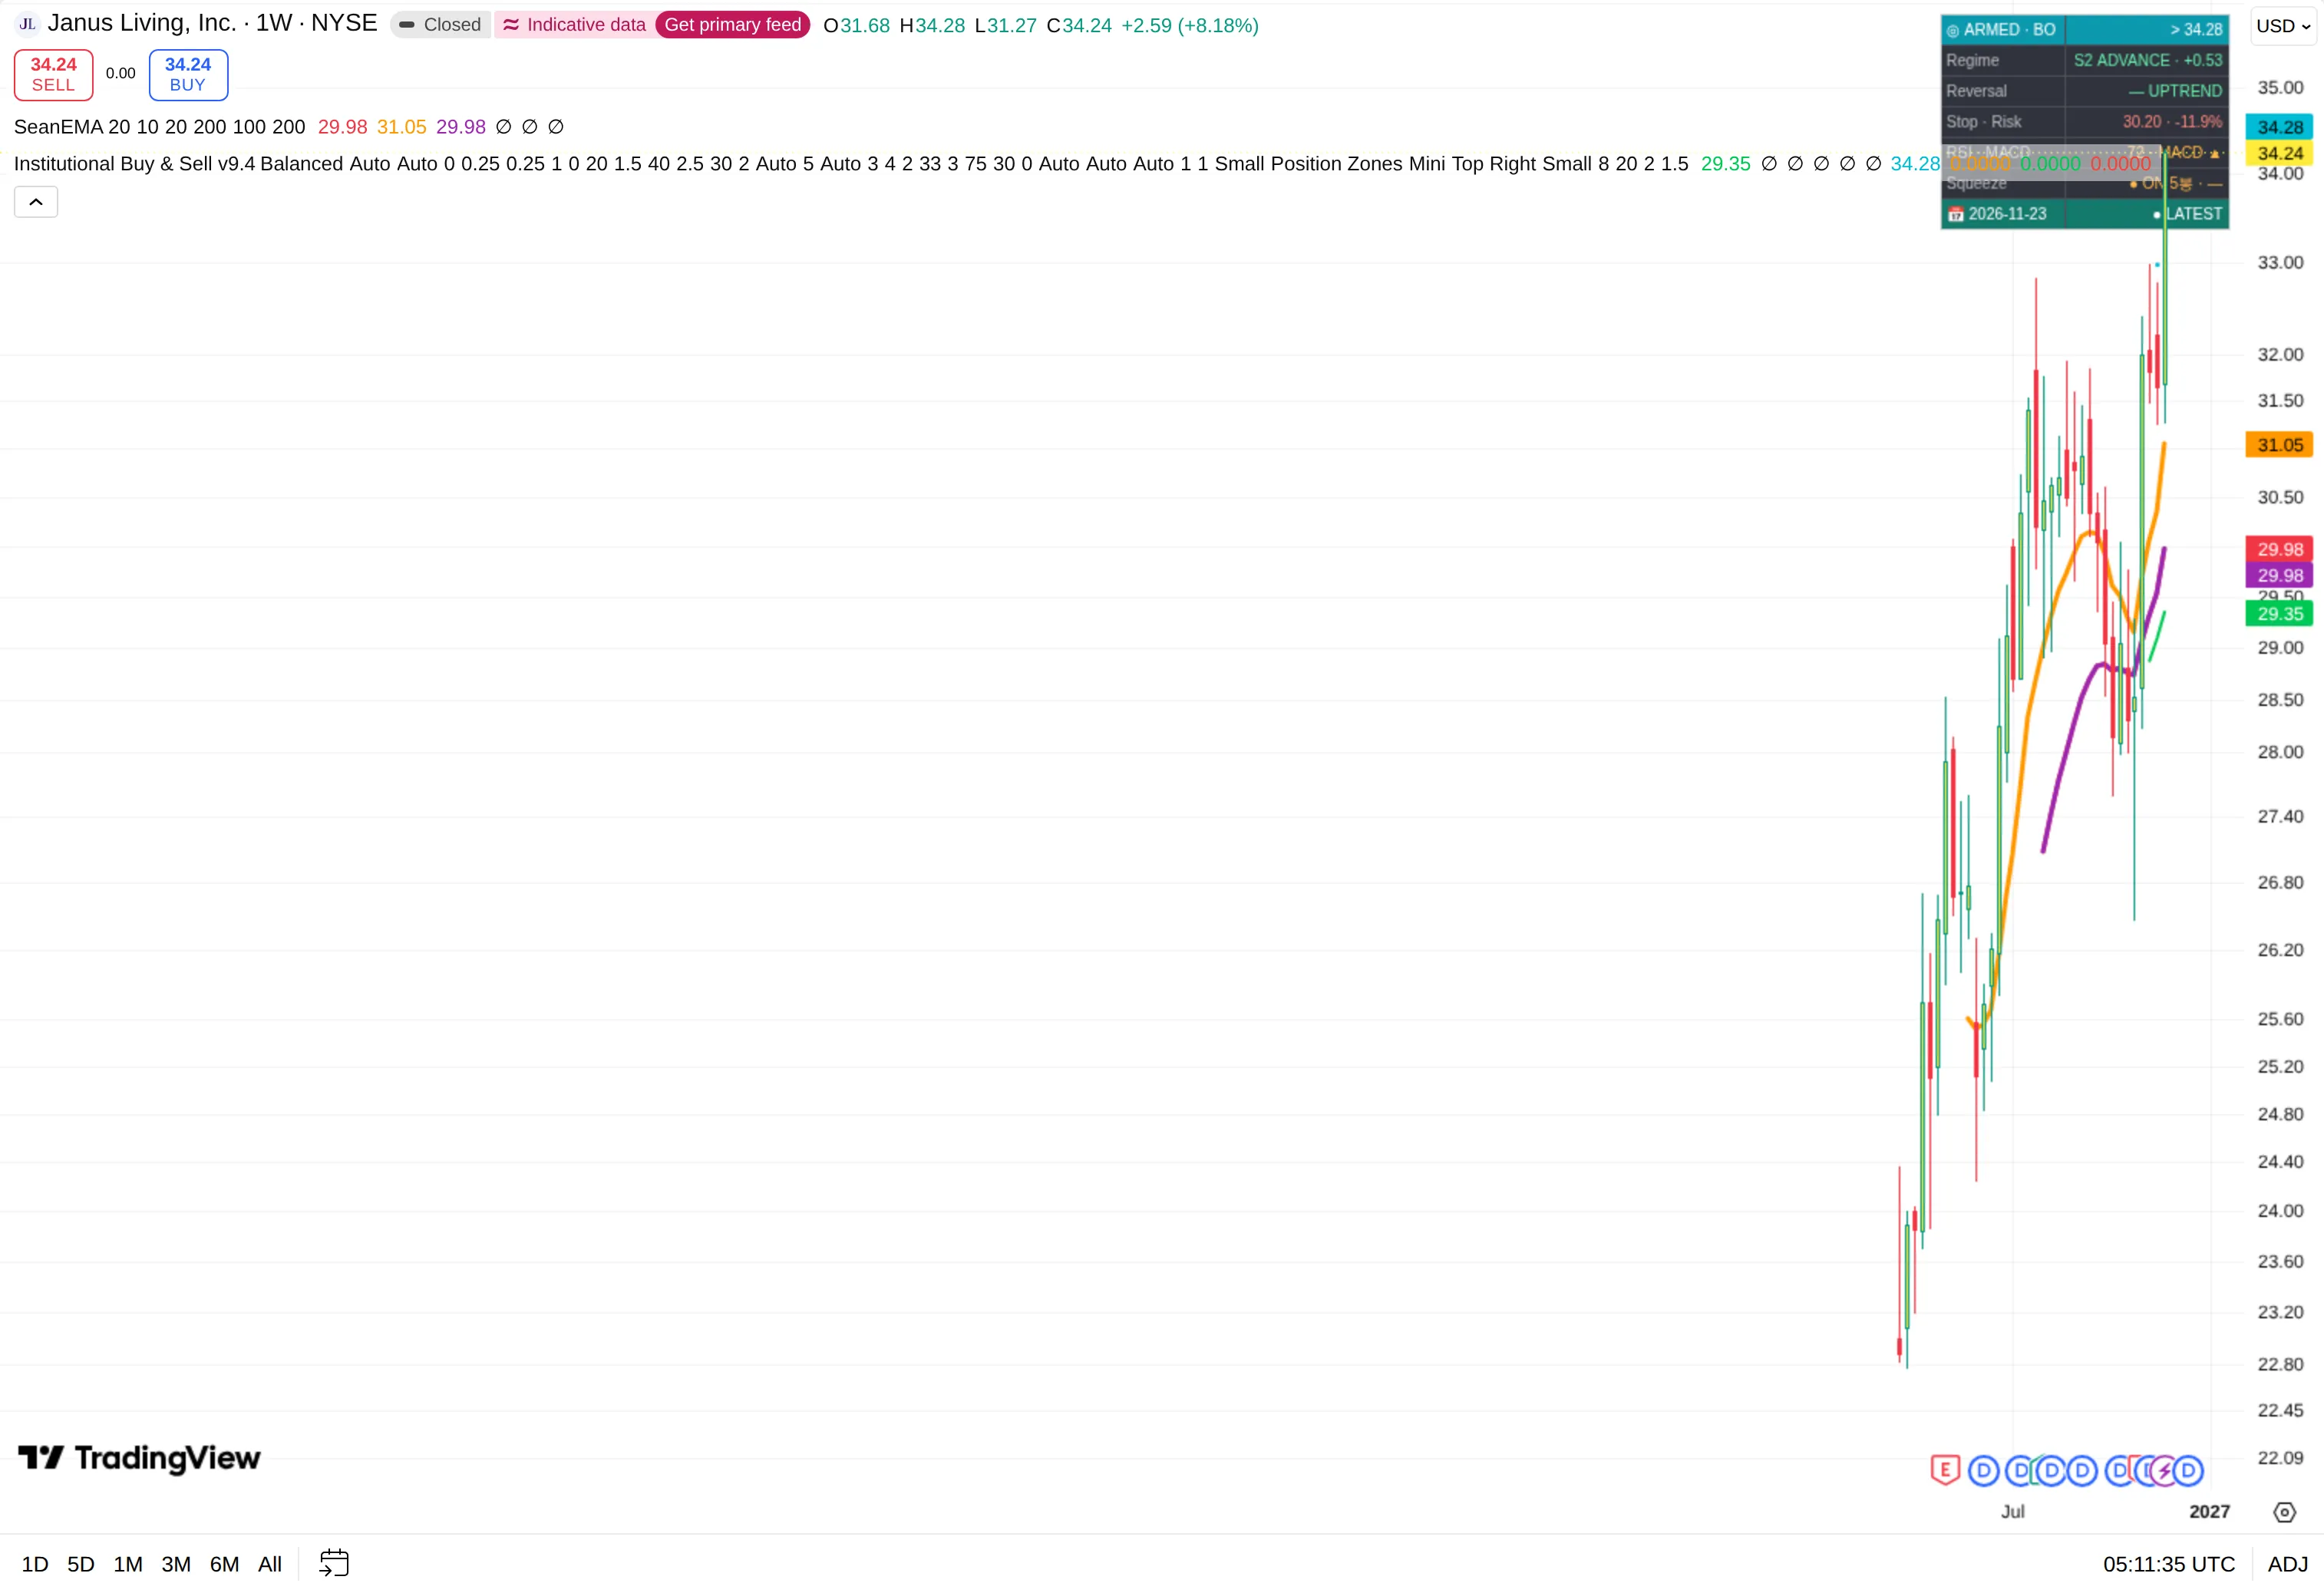 JL Janus Living, Inc. · 1W · NYSE Closed Indicative data Get primary feed O31.68 H34.28 L31.27 C34.24 +2.59 (+8.18%)
34.24 SELL 0.00 34.24 BUY
SeanEMA 20 10 20 200 100 200 29.98 31.05 29.98 ∅ ∅ ∅
Institutional Buy & Sell v9.4 Balanced Auto Auto 0 0.25 0.25 1 0 20 1.5 40 2.5 30 2 Auto 5 Auto 3 4 2 33 3 75 30 0 Auto Auto Auto 1 1 Small Position Zones Mini Top Right Small 8 20 2 1.5 29.35 ∅ ∅ ∅ ∅ ∅ 34.28 0.0000 0.0000 0.0000
◎ ARMED · BO > 34.28
Regime S2 ADVANCE · +0.53
Reversal — UPTREND
Stop · Risk 30.20 · -11.9%
RSI · MACD MACD ▲
Squeeze ● ON 5봉 · —
2026-11-23 ● LATEST
USD
35.00
34.28
34.24
34.00
33.00
32.00
31.50
31.05
30.50
29.98
29.98
29.50
29.35
29.00
28.50
28.00
27.40
26.80
26.20
25.60
25.20
24.80
24.40
24.00
23.60
23.20
22.80
22.45
22.09
TradingView
E D D D D D D D
Jul 2027
1D 5D 1M 3M 6M All 05:11:35 UTC ADJ